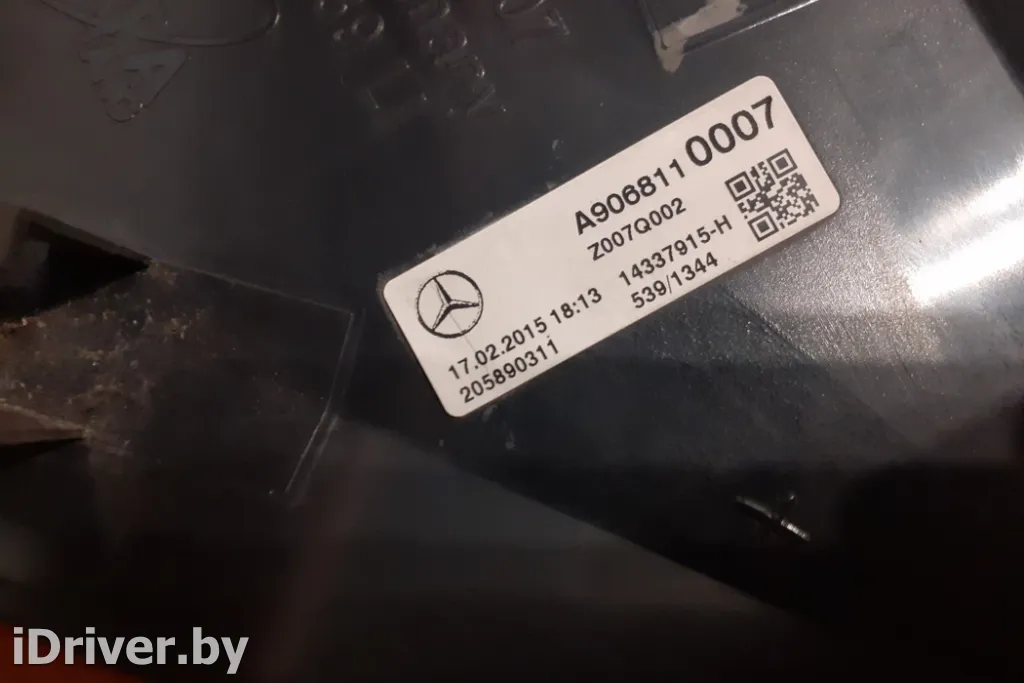 A906811 0007
Z007Q002
17.02.2015 18:13 14337915-H
205890311 539/1344
iDriver.by